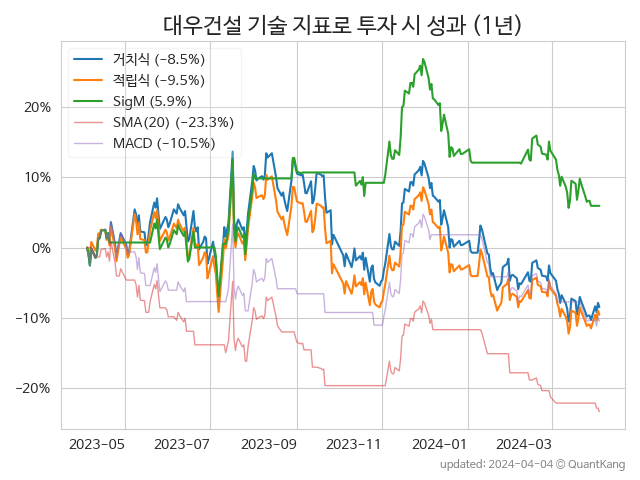 대우건설 기술 지표로 투자 시 성과 (1년)
거치식 (−8.5%)
적립식 (−9.5%)
SigM (5.9%)
SMA(20) (−23.3%)
MACD (−10.5%)
20%
10%
0%
−10%
−20%
2023-05
2023-07
2023-09
2023-11
2024-01
2024-03
updated: 2024-04-04 © QuantKang